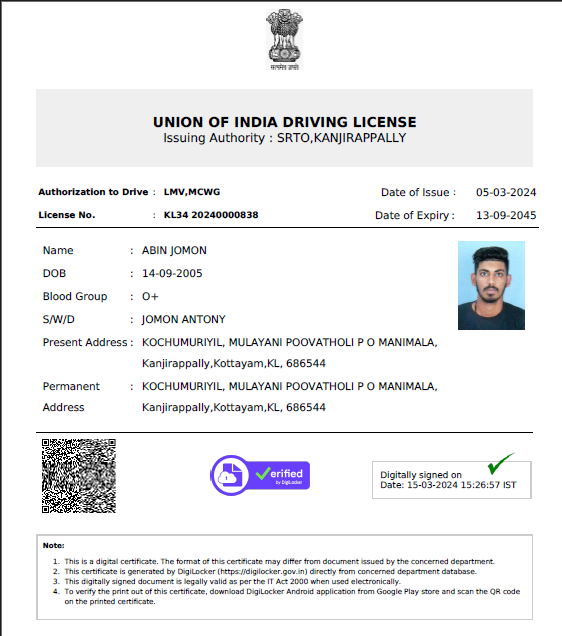 सत्यमेव जयते
UNION OF INDIA DRIVING LICENSE
Issuing Authority : SRTO,KANJIRAPPALLY
Authorization to Drive : LMV,MCWG Date of Issue : 05-03-2024
License No. : KL34 20240000838 Date of Expiry : 13-09-2045
Name : ABIN JOMON
DOB : 14-09-2005
Blood Group : O+
S/W/D : JOMON ANTONY
Present Address : KOCHUMURIYIL, MULAYANI POOVATHOLI P O MANIMALA,
Kanjirappally,Kottayam,KL, 686544
Permanent : KOCHUMURIYIL, MULAYANI POOVATHOLI P O MANIMALA,
Address Kanjirappally,Kottayam,KL, 686544
Verified
by DigiLocker
Digitally signed on
Date: 15-03-2024 15:26:57 IST
Note:
1. This is a digital certificate. The format of this certificate may differ from document issued by the concerned department.
2. This certificate is generated by DigiLocker (https://digilocker.gov.in) directly from concerned department database.
3. This digitally signed document is legally valid as per the IT Act 2000 when used electronically.
4. To verify the print out of this certificate, download DigiLocker Android application from Google Play store and scan the QR code
on the printed certificate.